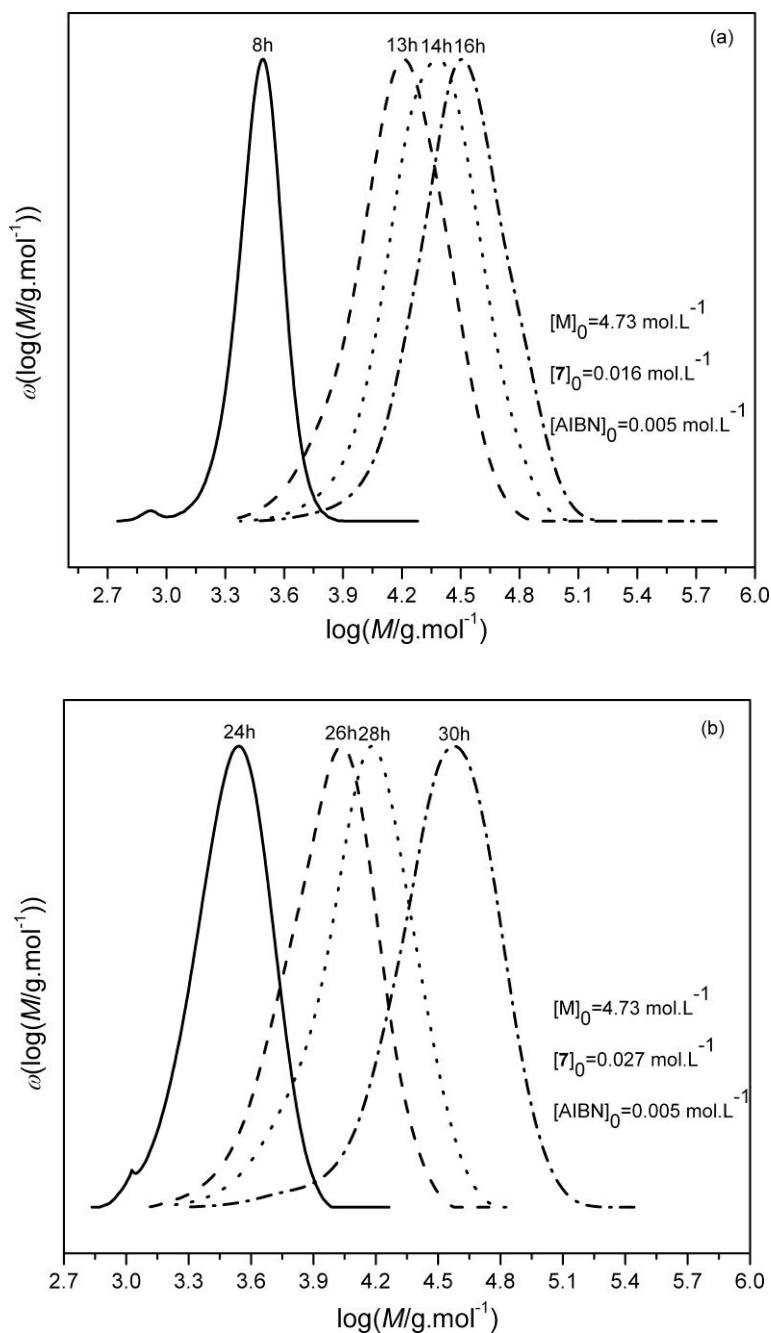 (a)
8h 13h 14h 16h
ω(log(M/g.mol⁻¹))
[M]₀=4.73 mol.L⁻¹
[7]₀=0.016 mol.L⁻¹
[AIBN]₀=0.005 mol.L⁻¹
2.7 3.0 3.3 3.6 3.9 4.2 4.5 4.8 5.1 5.4 5.7 6.0
log(M/g.mol⁻¹)
(b)
24h 26h 28h 30h
ω(log(M/g.mol⁻¹))
[M]₀=4.73 mol.L⁻¹
[7]₀=0.027 mol.L⁻¹
[AIBN]₀=0.005 mol.L⁻¹
2.7 3.0 3.3 3.6 3.9 4.2 4.5 4.8 5.1 5.4 5.7 6.0
log(M/g.mol⁻¹)